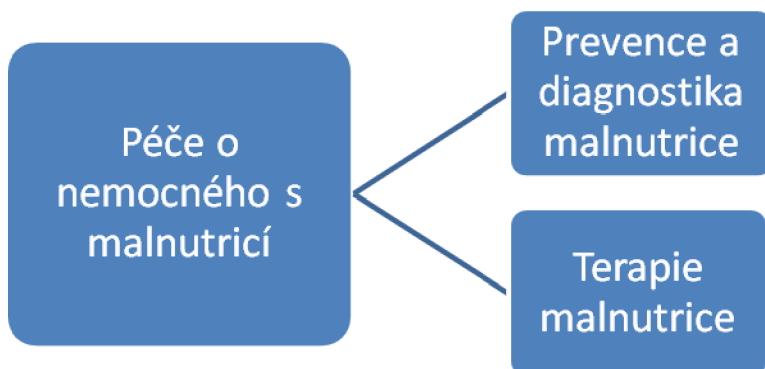 Péče o
nemocného s
malnutricí
Prevence a
diagnostika
malnutrice
Terapie
malnutrice